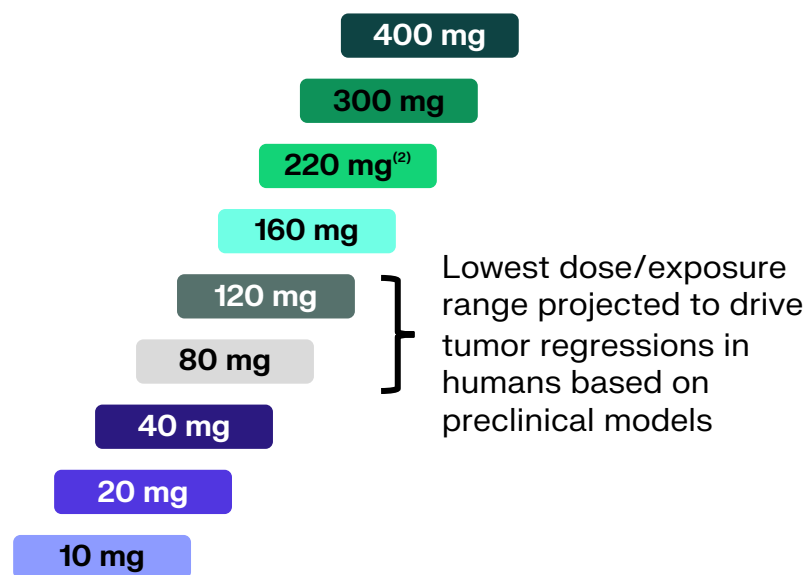 400 mg
300 mg
220 mg(2)
160 mg
120 mg
80 mg
40 mg
20 mg
10 mg
Lowest dose/exposure
range projected to drive
tumor regressions in
humans based on
preclinical models